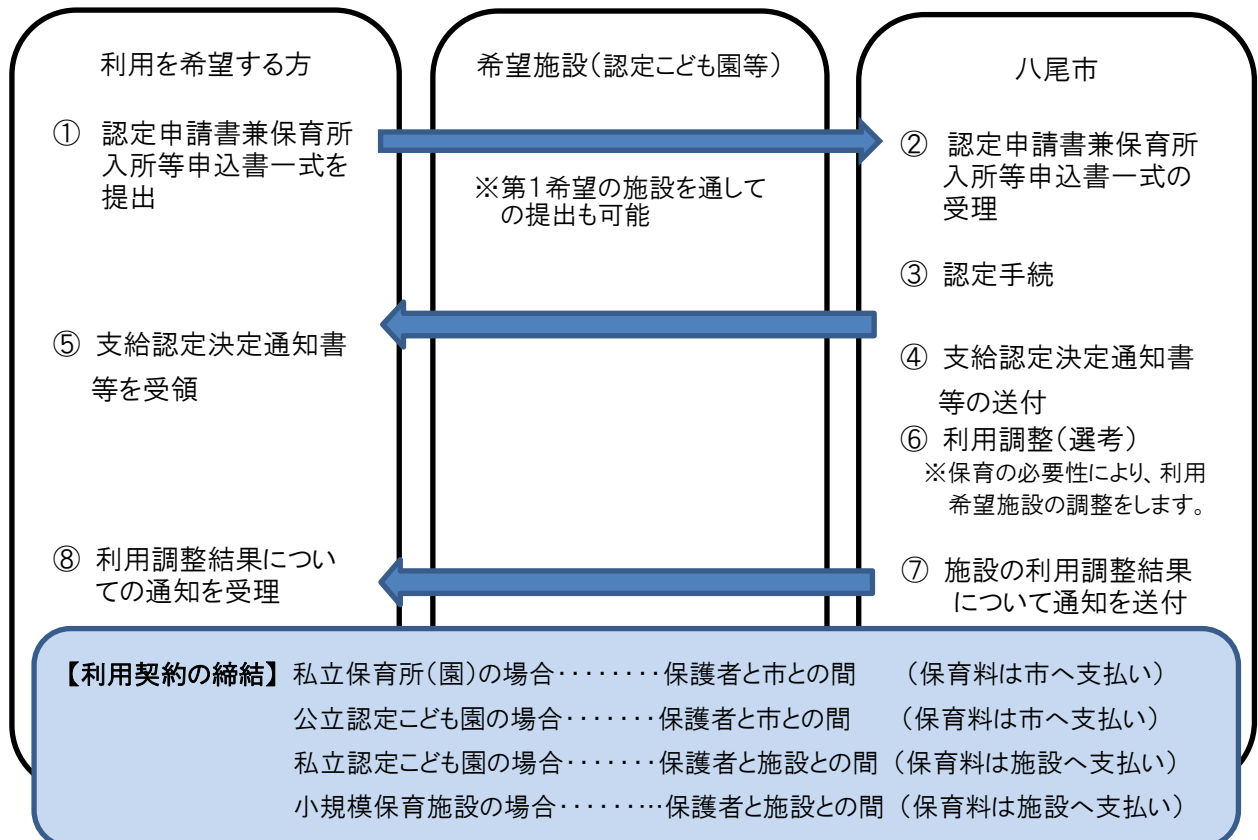 利用を希望する方
① 認定申請書兼保育所
入所等申込書一式を
提出
⑤ 支給認定決定通知書
等を受領
⑧ 利用調整結果につい
ての通知を受理
希望施設(認定こども園等)
※第1希望の施設を通して
の提出も可能
八尾市
② 認定申請書兼保育所
入所等申込書一式の
受理
③ 認定手続
④ 支給認定決定通知書
等の送付
⑥ 利用調整(選考)
※保育の必要性により、利用
希望施設の調整をします。
⑦ 施設の利用調整結果
について通知を送付
【利用契約の締結】 私立保育所(園)の場合········保護者と市との間 (保育料は市へ支払い)
公立認定こども園の場合·······保護者と市との間 (保育料は市へ支払い)
私立認定こども園の場合·······保護者と施設との間 (保育料は施設へ支払い)
小規模保育施設の場合·······…保護者と施設との間 (保育料は施設へ支払い)